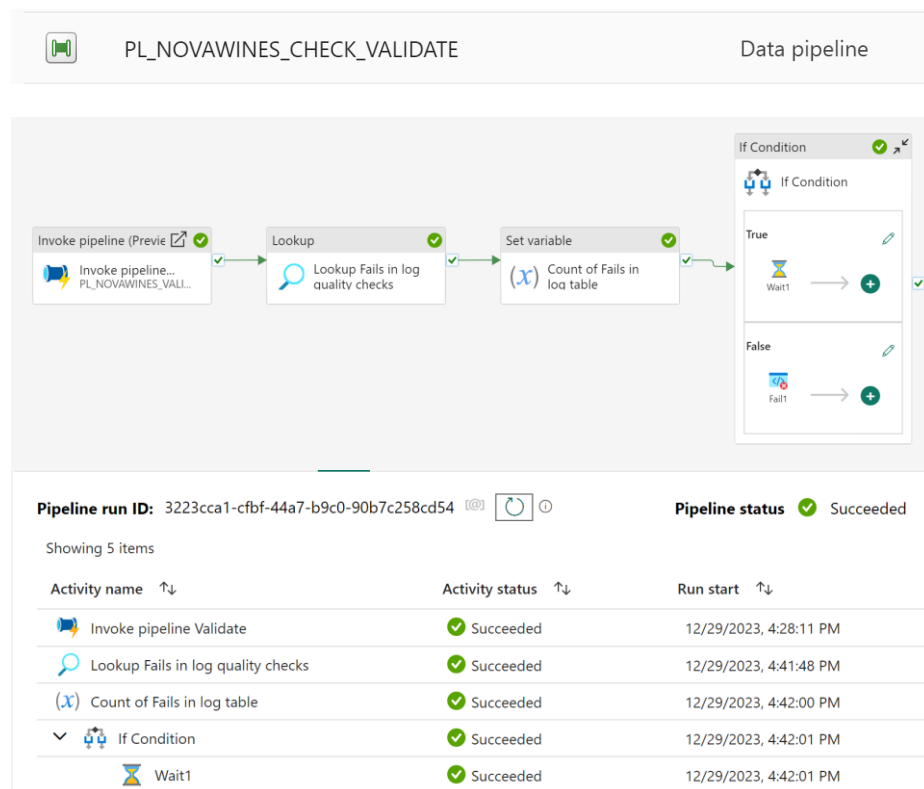 PL_NOVAWINES_CHECK_VALIDATE Data pipeline
If Condition
If Condition
Invoke pipeline (Previe
Invoke pipeline...
PL_NOVAWINES_VALI...
Lookup
Lookup Fails in log
quality checks
Set variable
(x) Count of Fails in
log table
True
Wait1
False
Fail1
Pipeline run ID: 3223cca1-cfbf-44a7-b9c0-90b7c258cd54 Pipeline status Succeeded
Showing 5 items
Activity name Activity status Run start
Invoke pipeline Validate Succeeded 12/29/2023, 4:28:11 PM
Lookup Fails in log quality checks Succeeded 12/29/2023, 4:41:48 PM
(x) Count of Fails in log table Succeeded 12/29/2023, 4:42:00 PM
If Condition Succeeded 12/29/2023, 4:42:01 PM
Wait1 Succeeded 12/29/2023, 4:42:01 PM